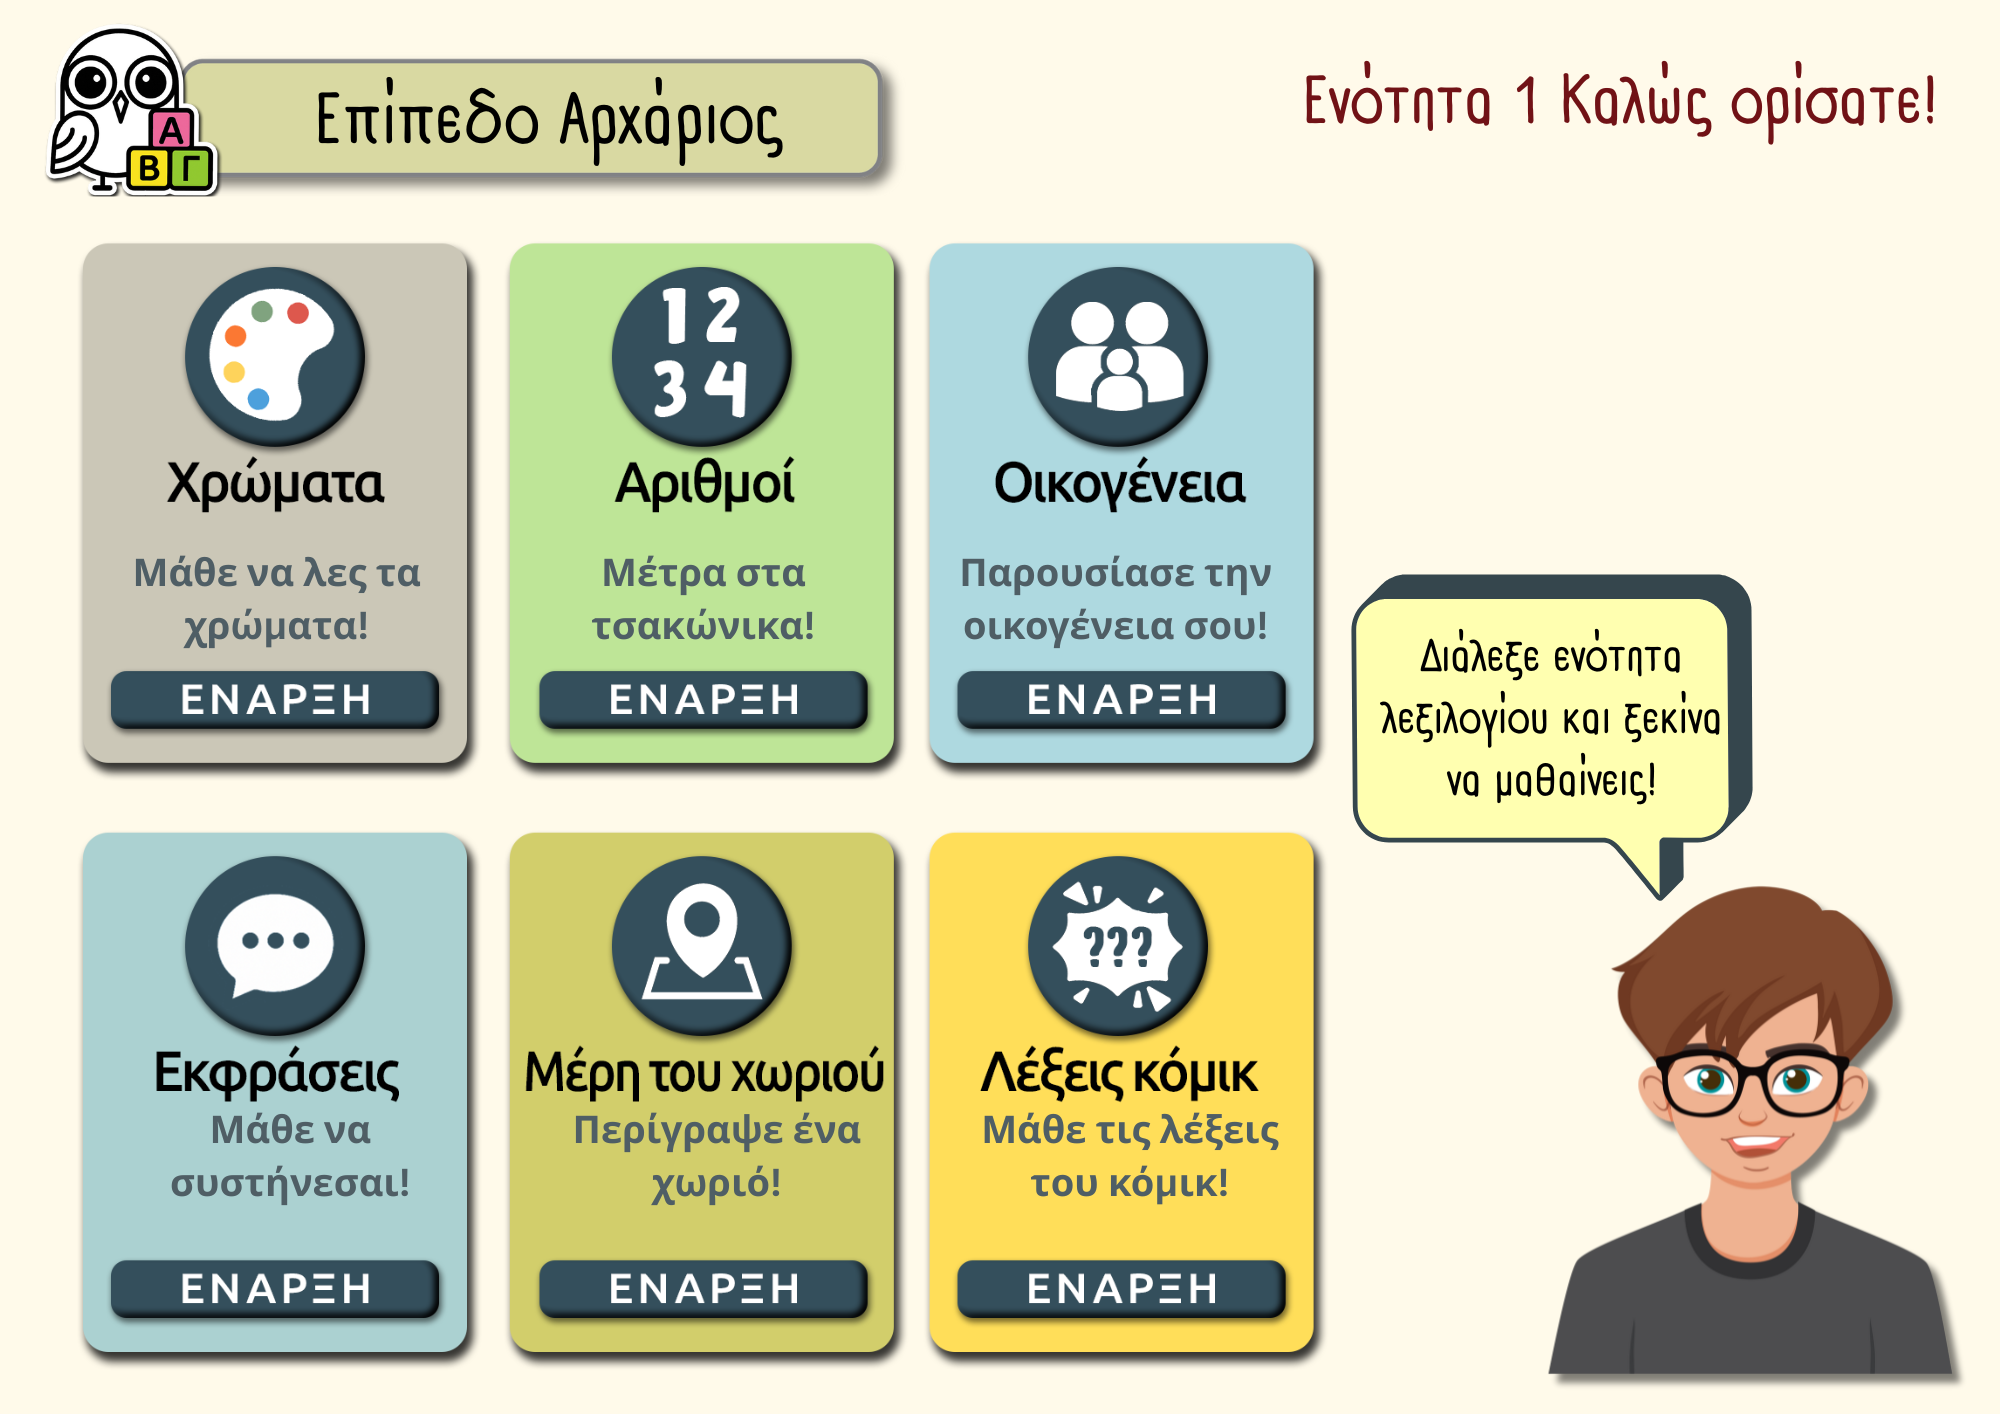 Α
Β Γ
Επίπεδο Αρχάριος
Ενότητα 1 Καλώς ορίσατε!
1 2
3 4
Χρώματα
Μάθε να λες τα
χρώματα!
ΕΝΑΡΞΗ
Αριθμοί
Μέτρα στα
τσακώνικα!
ΕΝΑΡΞΗ
Οικογένεια
Παρουσίασε την
οικογένεια σου!
ΕΝΑΡΞΗ
Διάλεξε ενότητα
λεξιλογίου και ξεκίνα
να μαθαίνεις!
Εκφράσεις
Μάθε να
συστήνεσαι!
ΕΝΑΡΞΗ
Μέρη του χωριού
Περίγραψε ένα
χωριό!
ΕΝΑΡΞΗ
???
Λέξεις κόμικ
Μάθε τις λέξεις
του κόμικ!
ΕΝΑΡΞΗ